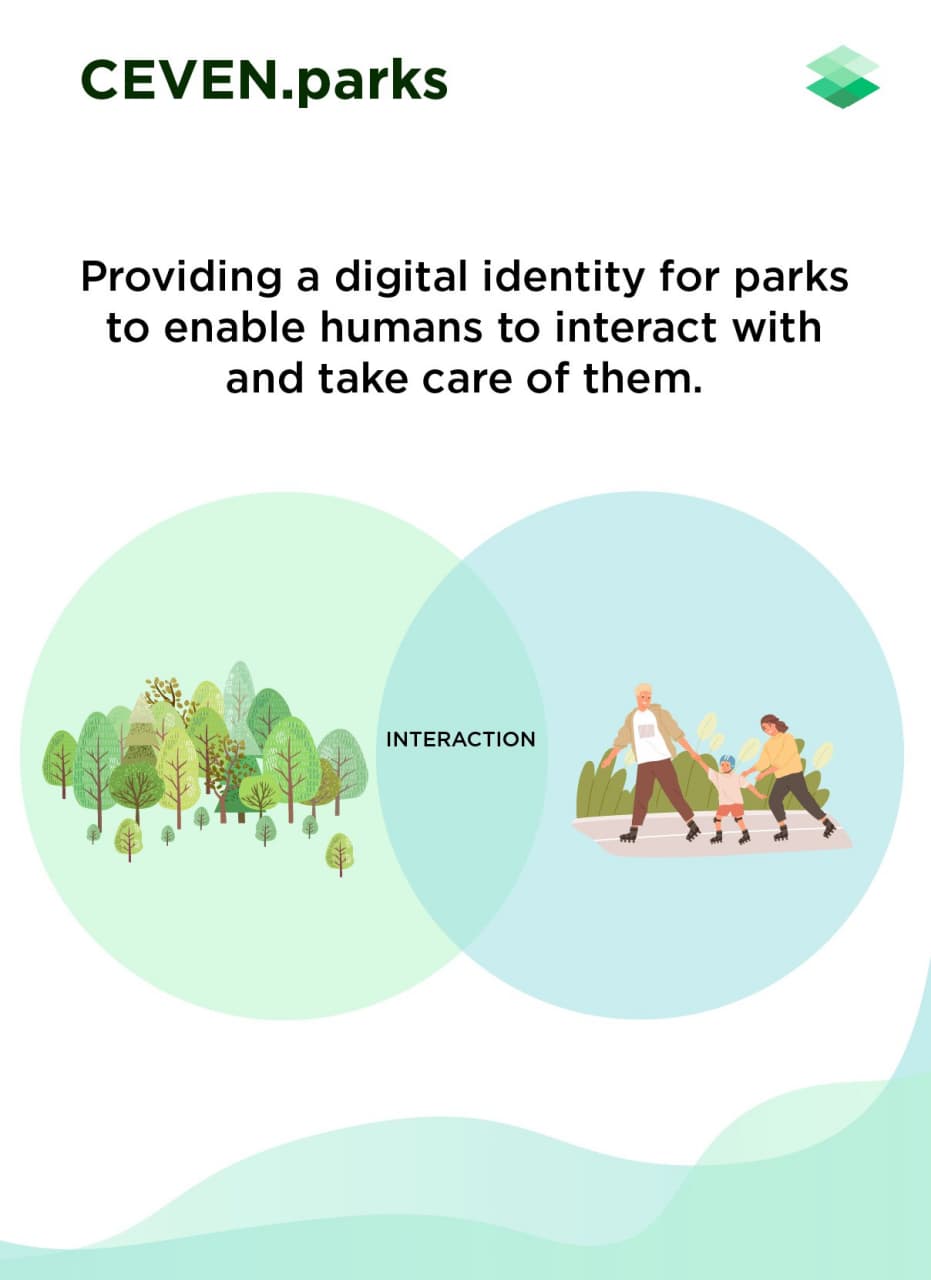 CEVEN.parks
Providing a digital identity for parks
to enable humans to interact with
and take care of them.
INTERACTION